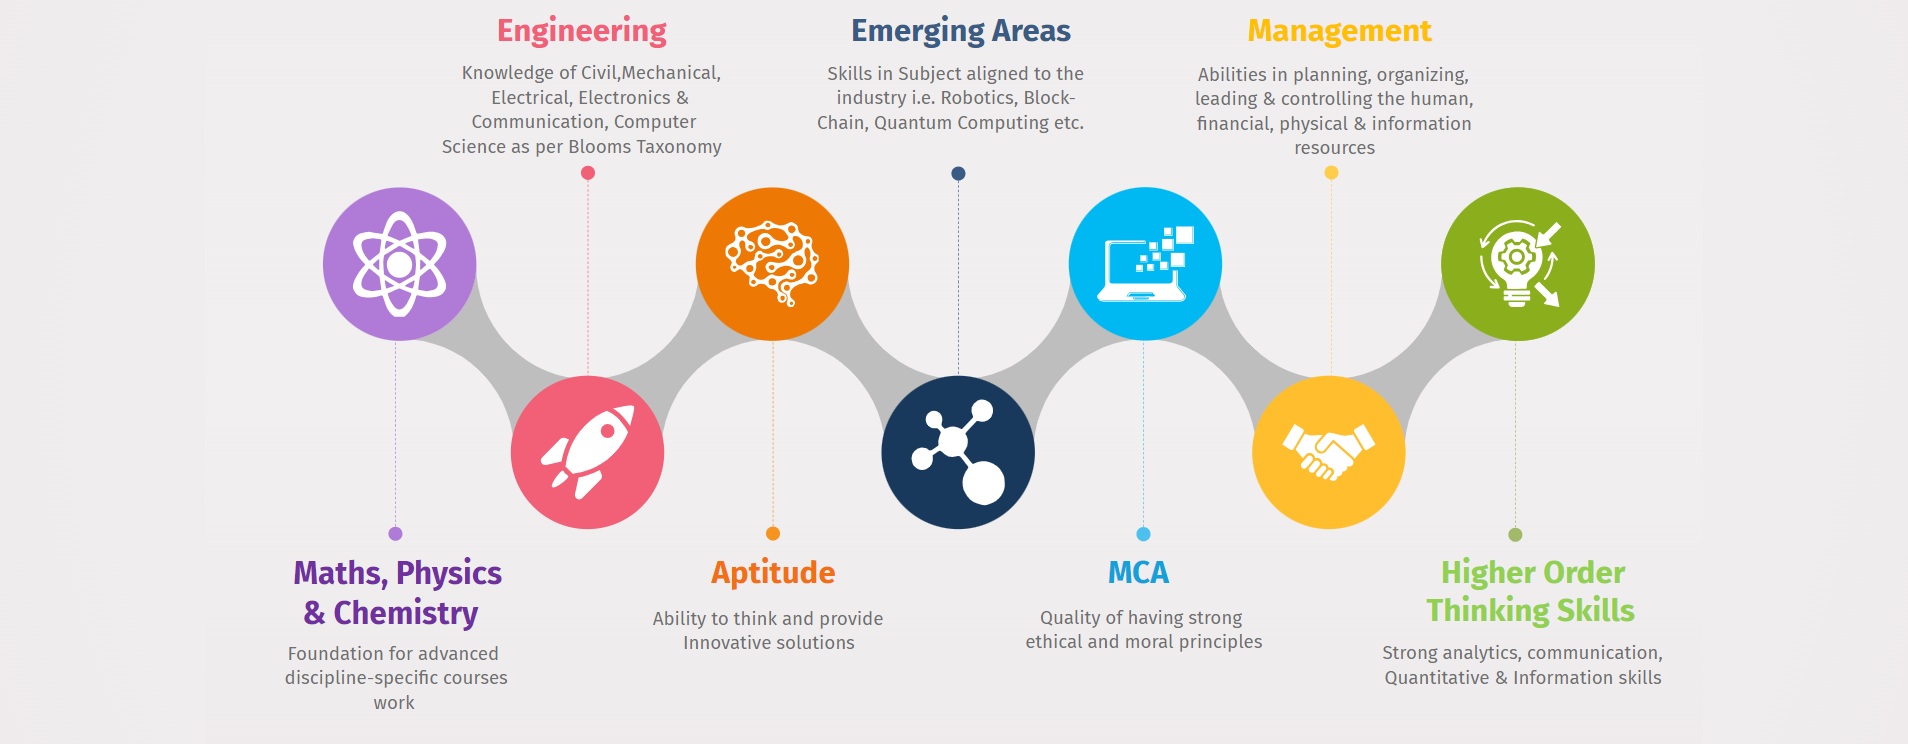 Engineering
Knowledge of Civil,Mechanical,
Electrical, Electronics &
Communication, Computer
Science as per Blooms Taxonomy
Emerging Areas
Skills in Subject aligned to the
industry i.e. Robotics, Block-
Chain, Quantum Computing etc.
Management
Abilities in planning, organizing,
leading & controlling the human,
financial, physical & information
resources
Maths, Physics
& Chemistry
Foundation for advanced
discipline-specific courses
work
Aptitude
Ability to think and provide
Innovative solutions
MCA
Quality of having strong
ethical and moral principles
Higher Order
Thinking Skills
Strong analytics, communication,
Quantitative & Information skills